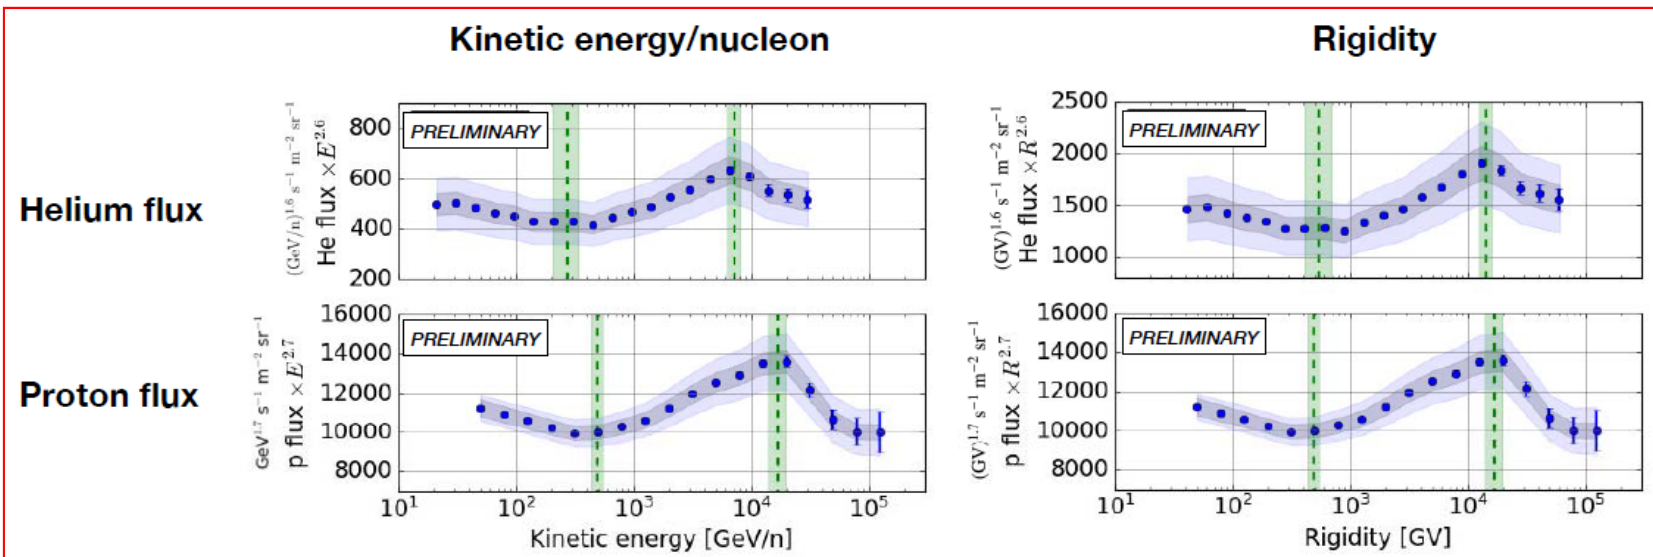 Kinetic energy/nucleon
Rigidity
Helium flux
(GeV/n)^1.6 s^−1 m^−2 sr^−1
He flux ×E^2.6
800
600
400
200
PRELIMINARY
(GV)^1.6 s^−1 m^−2 sr^−1
He flux ×R^2.6
2500
2000
1500
1000
PRELIMINARY
Proton flux
GeV^1.7 s^−1 m^−2 sr^−1
p flux ×E^2.7
16000
14000
12000
10000
8000
PRELIMINARY
10^1 10^2 10^3 10^4 10^5
Kinetic energy [GeV/n]
(GV)^1.7 s^−1 m^−2 sr^−1
p flux ×R^2.7
16000
14000
12000
10000
8000
PRELIMINARY
10^1 10^2 10^3 10^4 10^5
Rigidity [GV]